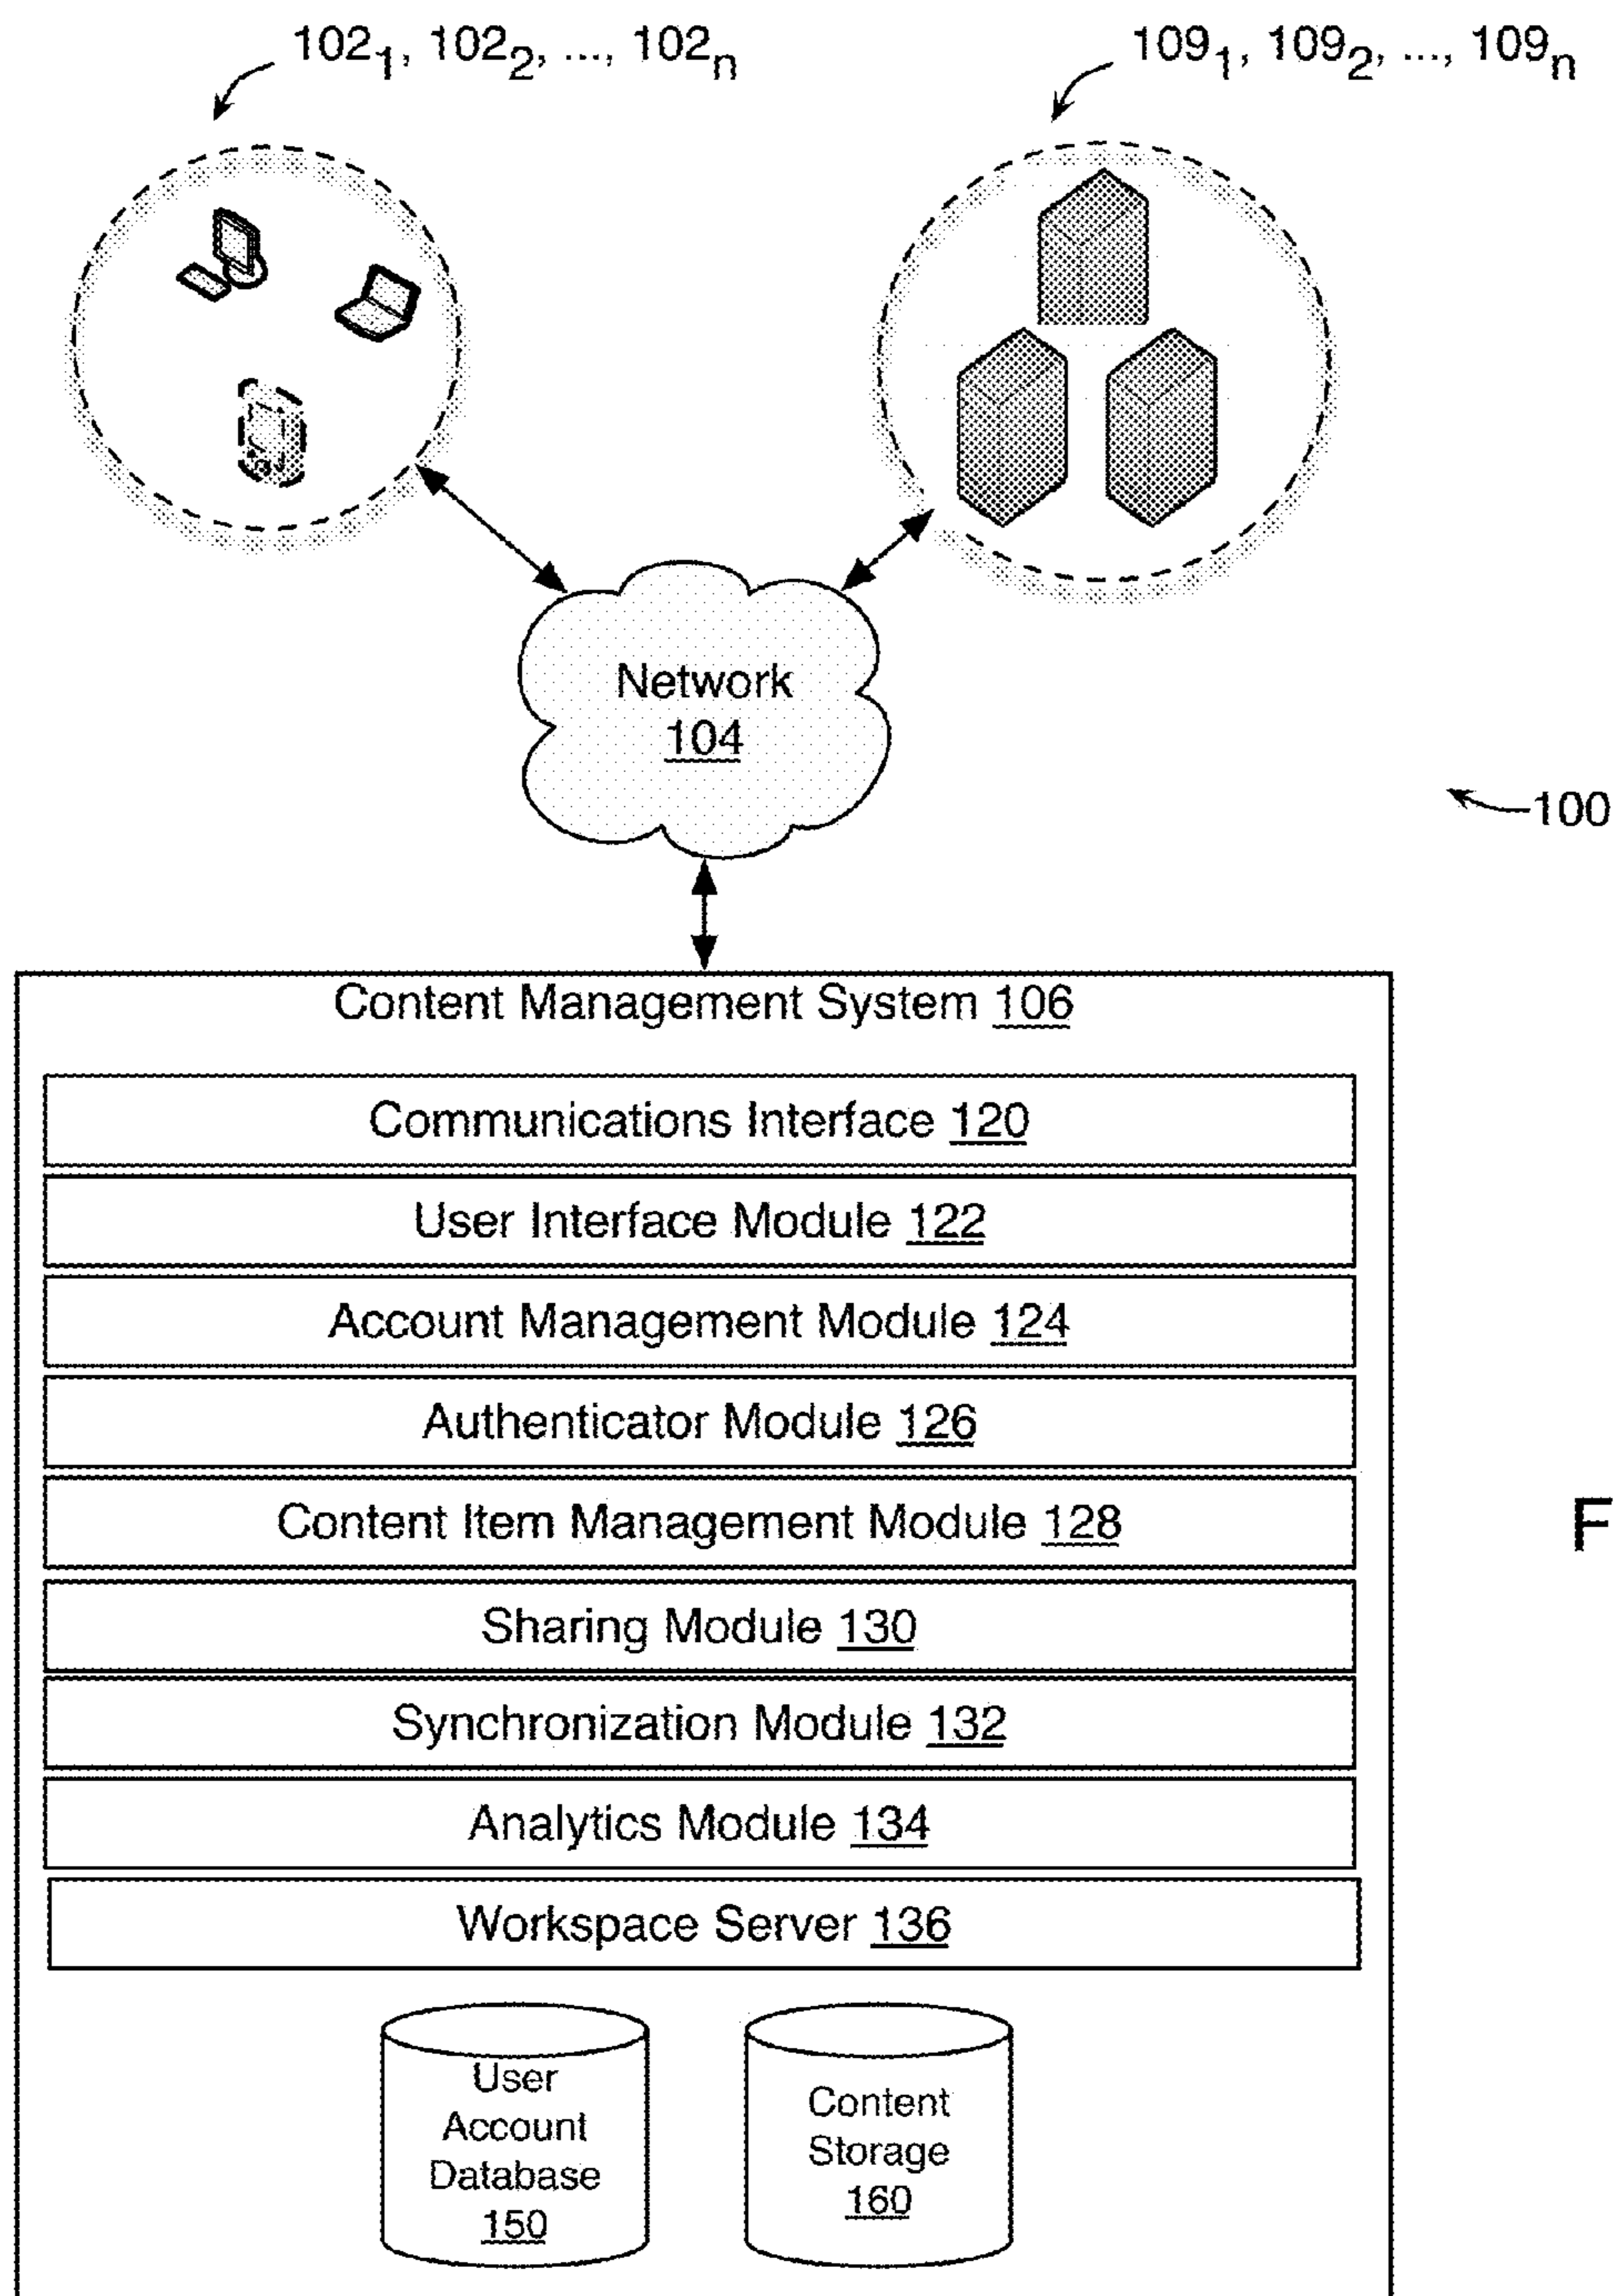 102₁, 102₂, ..., 102ₙ
109₁, 109₂, ..., 109ₙ
Network
104
100
Content Management System 106
Communications Interface 120
User Interface Module 122
Account Management Module 124
Authenticator Module 126
Content Item Management Module 128
F
Sharing Module 130
Synchronization Module 132
Analytics Module 134
Workspace Server 136
User
Account
Database
150
Content
Storage
160